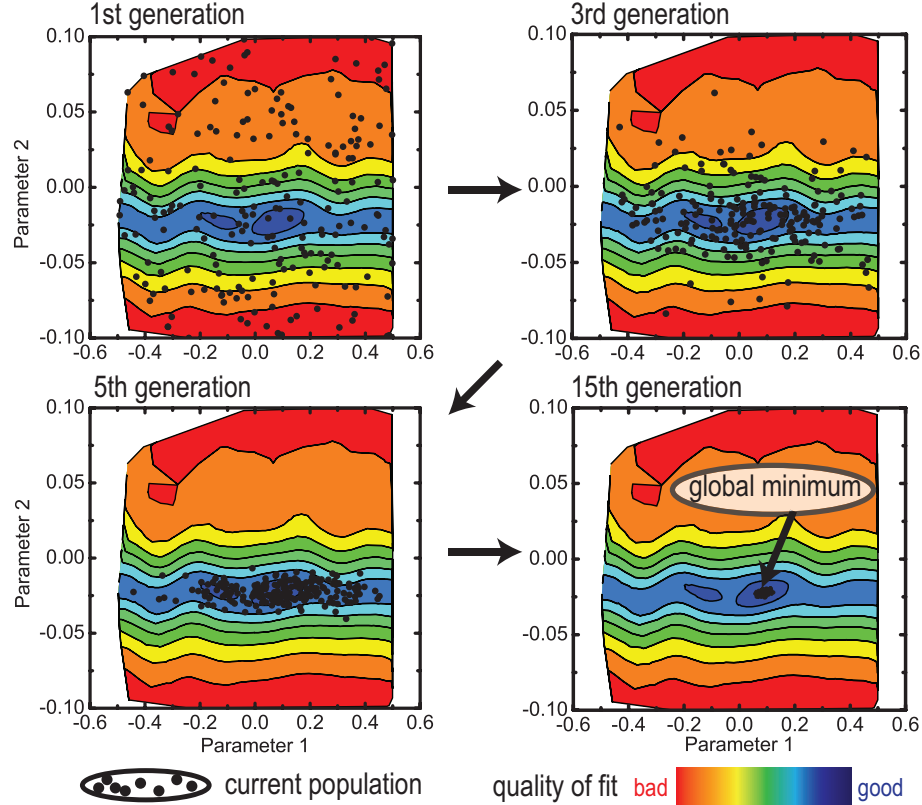 1st generation
3rd generation
0.10
0.05
0.00
-0.05
-0.10
Parameter 2
-0.6 -0.4 -0.2 0.0 0.2 0.4 0.6
0.10
0.05
0.00
-0.05
-0.10
-0.6 -0.4 -0.2 0.0 0.2 0.4 0.6
5th generation
15th generation
0.10
0.05
0.00
-0.05
-0.10
Parameter 2
-0.6 -0.4 -0.2 0.0 0.2 0.4 0.6
Parameter 1
0.10
0.05
0.00
-0.05
-0.10
global minimum
-0.6 -0.4 -0.2 0.0 0.2 0.4 0.6
Parameter 1
current population
quality of fit bad good